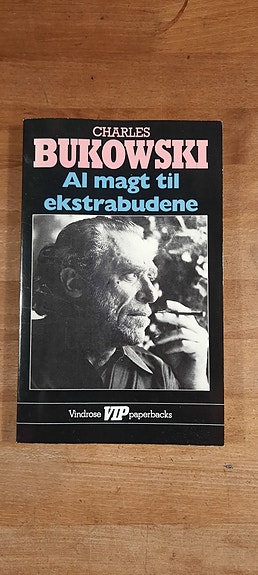 CHARLES
BUKOWSKI
Al magt til
ekstrabudene
Vindrose VIP paperbacks